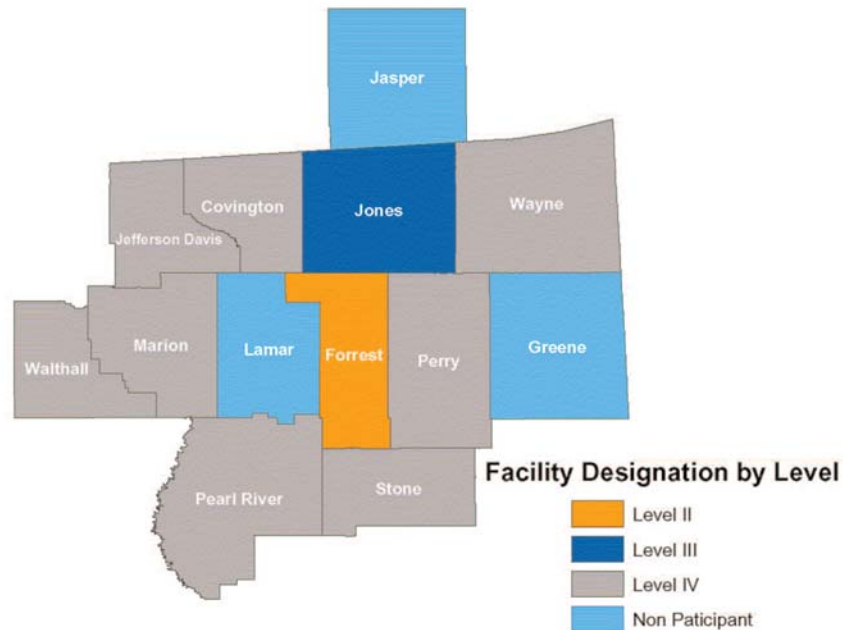 Jasper
Covington
Jones
Wayne
Jefferson Davis
Walthall
Marion
Lamar
Forrest
Perry
Greene
Pearl River
Stone
Facility Designation by Level
Level II
Level III
Level IV
Non Paticipant